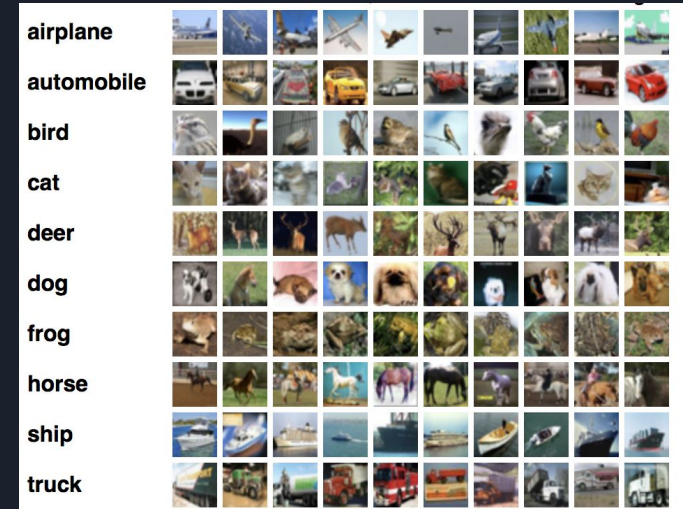 airplane
automobile
bird
cat
deer
dog
frog
horse
ship
truck